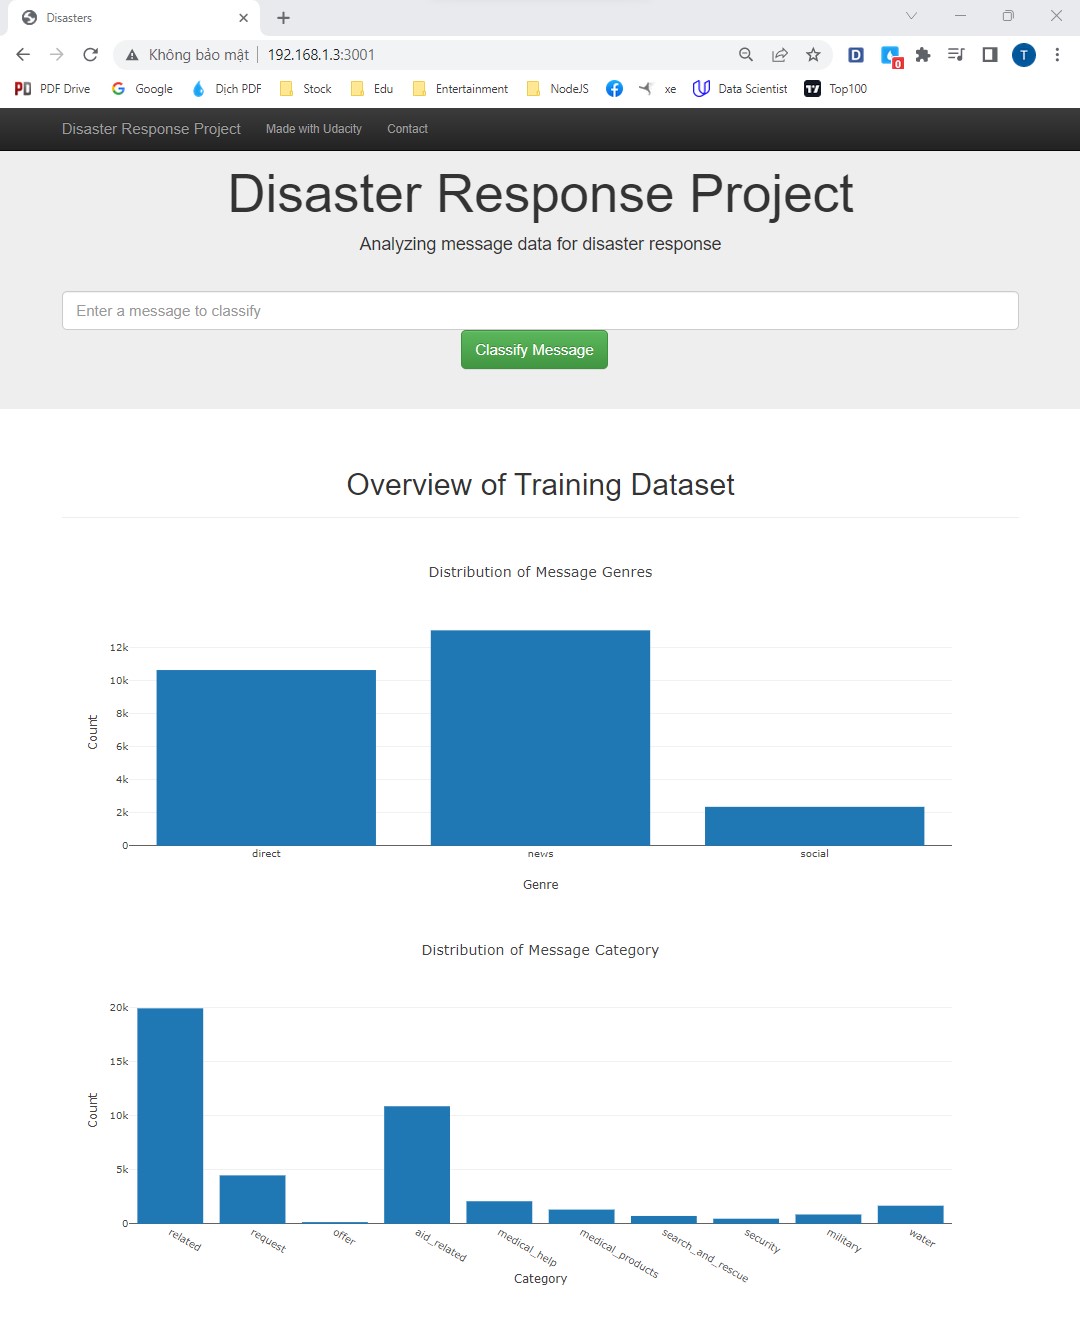 Disasters
Không bảo mật 192.168.1.3:3001
D
0
T
PD PDF Drive Google Dịch PDF Stock Edu Entertainment NodeJS xe Data Scientist Top100
Disaster Response Project Made with Udacity Contact
Disaster Response Project
Analyzing message data for disaster response
Enter a message to classify
Classify Message
Overview of Training Dataset
Distribution of Message Genres
12k
10k
8k
6k
4k
2k
0
Count
direct news social
Genre
Distribution of Message Category
20k
15k
10k
5k
0
Count
related request offer aid_related medical_help medical_products search_and_rescue security military water
Category